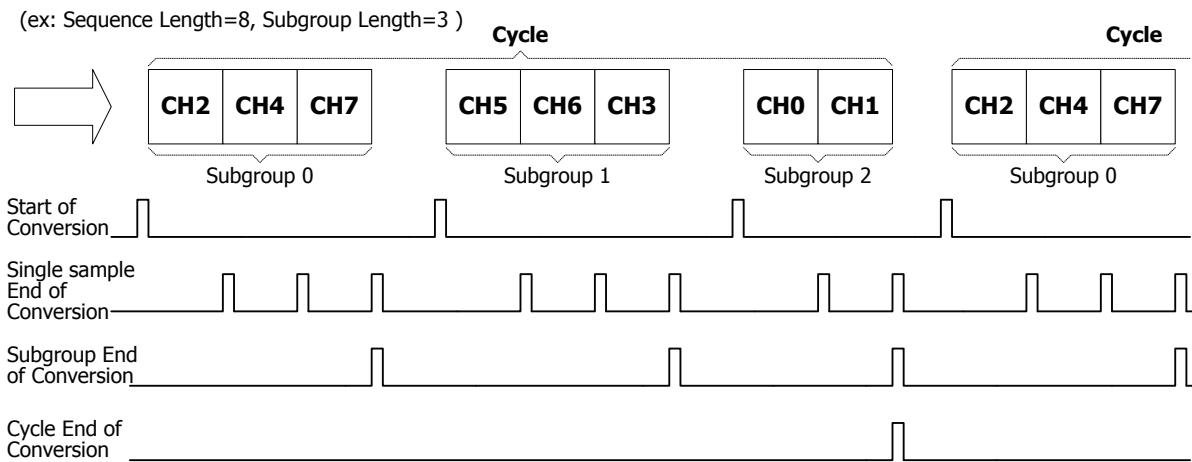 (ex: Sequence Length=8, Subgroup Length=3 )
Cycle Cycle
CH2 CH4 CH7 CH5 CH6 CH3 CH0 CH1 CH2 CH4 CH7
Subgroup 0 Subgroup 1 Subgroup 2 Subgroup 0
Start of
Conversion
Single sample
End of
Conversion
Subgroup End
of Conversion
Cycle End of
Conversion